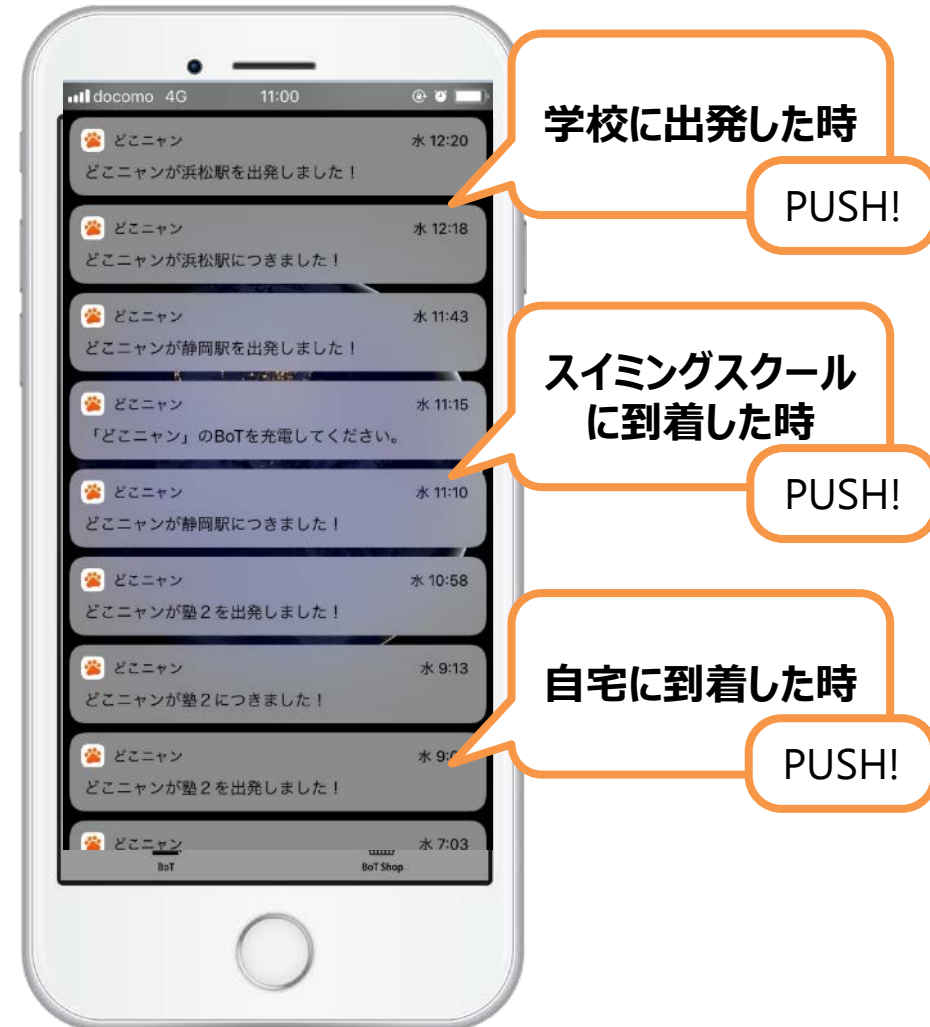 docomo 4G 11:00
どこニャン 水 12:20
どこニャンが浜松駅を出発しました！
どこニャン 水 12:18
どこニャンが浜松駅につきました！
どこニャン 水 11:43
どこニャンが静岡駅を出発しました！
どこニャン 水 11:15
「どこニャン」のBoTを充電してください。
どこニャン 水 11:10
どこニャンが静岡駅につきました！
どこニャン 水 10:58
どこニャンが塾２を出発しました！
どこニャン 水 9:13
どこニャンが塾２につきました！
どこニャン 水
どこニャンが塾２を出発しました！
どこニャン 水 7:03
BoT BoT Shop
学校に出発した時
PUSH!
スイミングスクール
に到着した時
PUSH!
自宅に到着した時
PUSH!